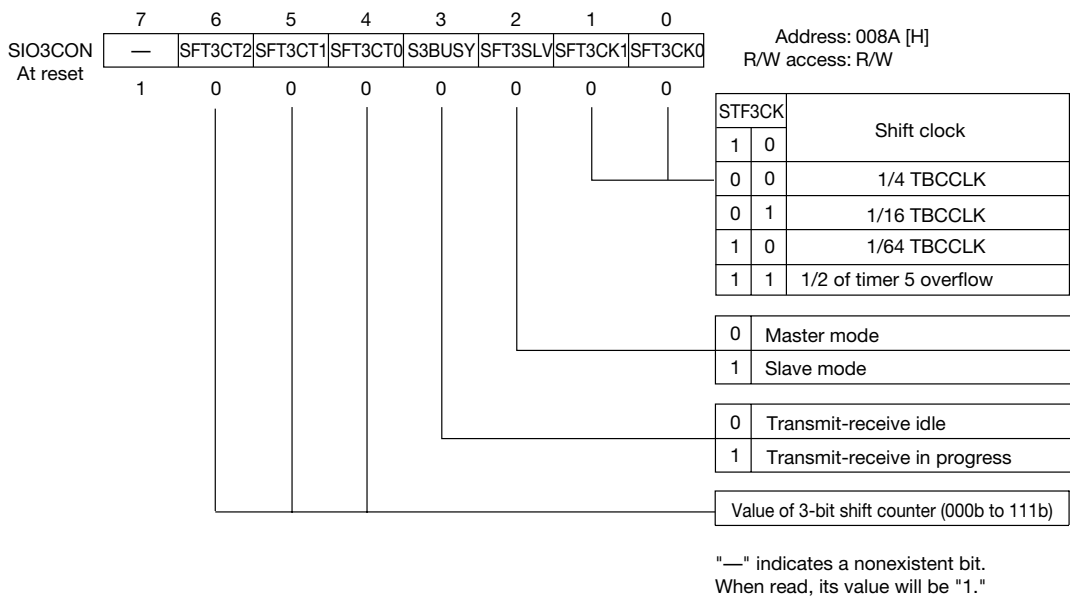 7 6 5 4 3 2 1 0
SIO3CON — SFT3CT2 SFT3CT1 SFT3CT0 S3BUSY SFT3SLV SFT3CK1 SFT3CK0
At reset 1 0 0 0 0 0 0 0
Address: 008A [H]
R/W access: R/W
STF3CK Shift clock
1 0
0 0 1/4 TBCCLK
0 1 1/16 TBCCLK
1 0 1/64 TBCCLK
1 1 1/2 of timer 5 overflow
0 Master mode
1 Slave mode
0 Transmit-receive idle
1 Transmit-receive in progress
Value of 3-bit shift counter (000b to 111b)
"—" indicates a nonexistent bit.
When read, its value will be "1."